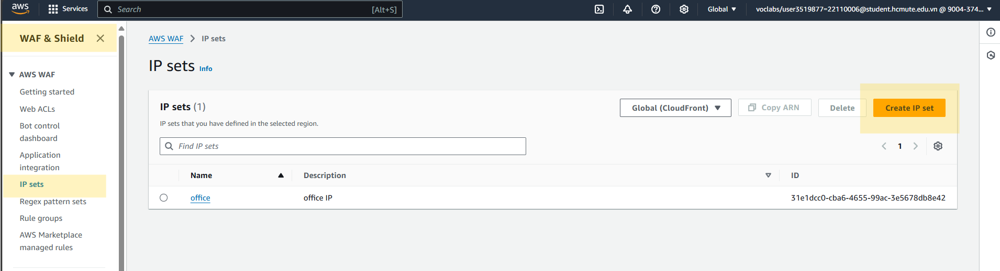 aws
Services
Search
[Alt+S]
Global
voclabs/user3519877=22110006@student.hcmute.edu.vn @ 9004-374...
WAF & Shield
AWS WAF
Getting started
Web ACLs
Bot control
dashboard
Application
integration
IP sets
Regex pattern sets
Rule groups
AWS Marketplace
managed rules
AWS WAF
IP sets
IP sets
Info
IP sets (1)
IP sets that you have defined in the selected region.
Global (CloudFront)
Copy ARN
Delete
Create IP set
Find IP sets
1
Name
Description
ID
office
office IP
31e1dcc0-cba6-4655-99ac-3e5678db8e42